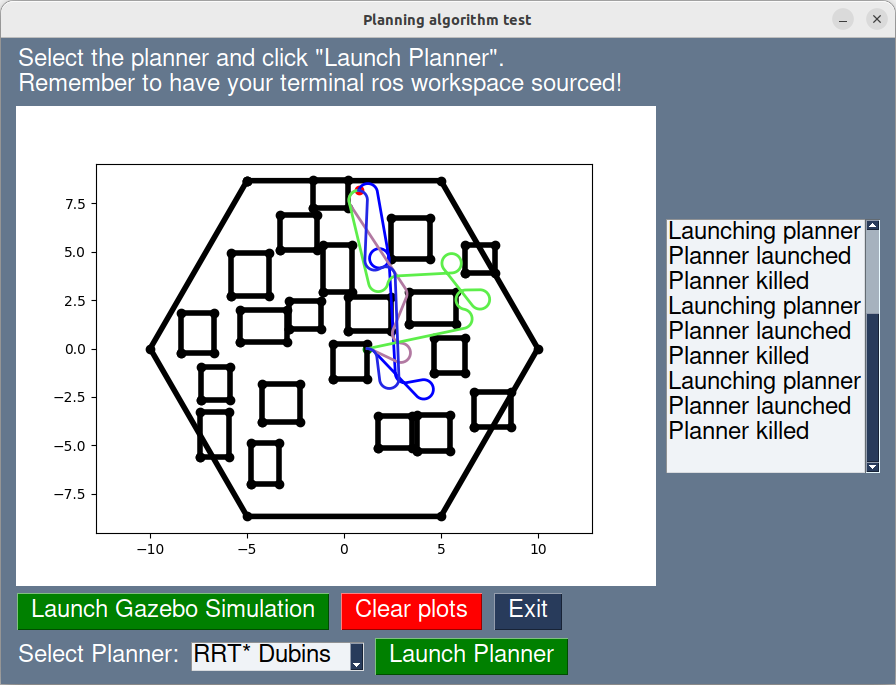 Planning algorithm test
Select the planner and click "Launch Planner".
Remember to have your terminal ros workspace sourced!
7.5
5.0
2.5
0.0
−2.5
−5.0
−7.5
−10
−5
0
5
10
Launching planner
Planner launched
Planner killed
Launching planner
Planner launched
Planner killed
Launching planner
Planner launched
Planner killed
Launch Gazebo Simulation
Clear plots
Exit
Select Planner:
RRT* Dubins
Launch Planner